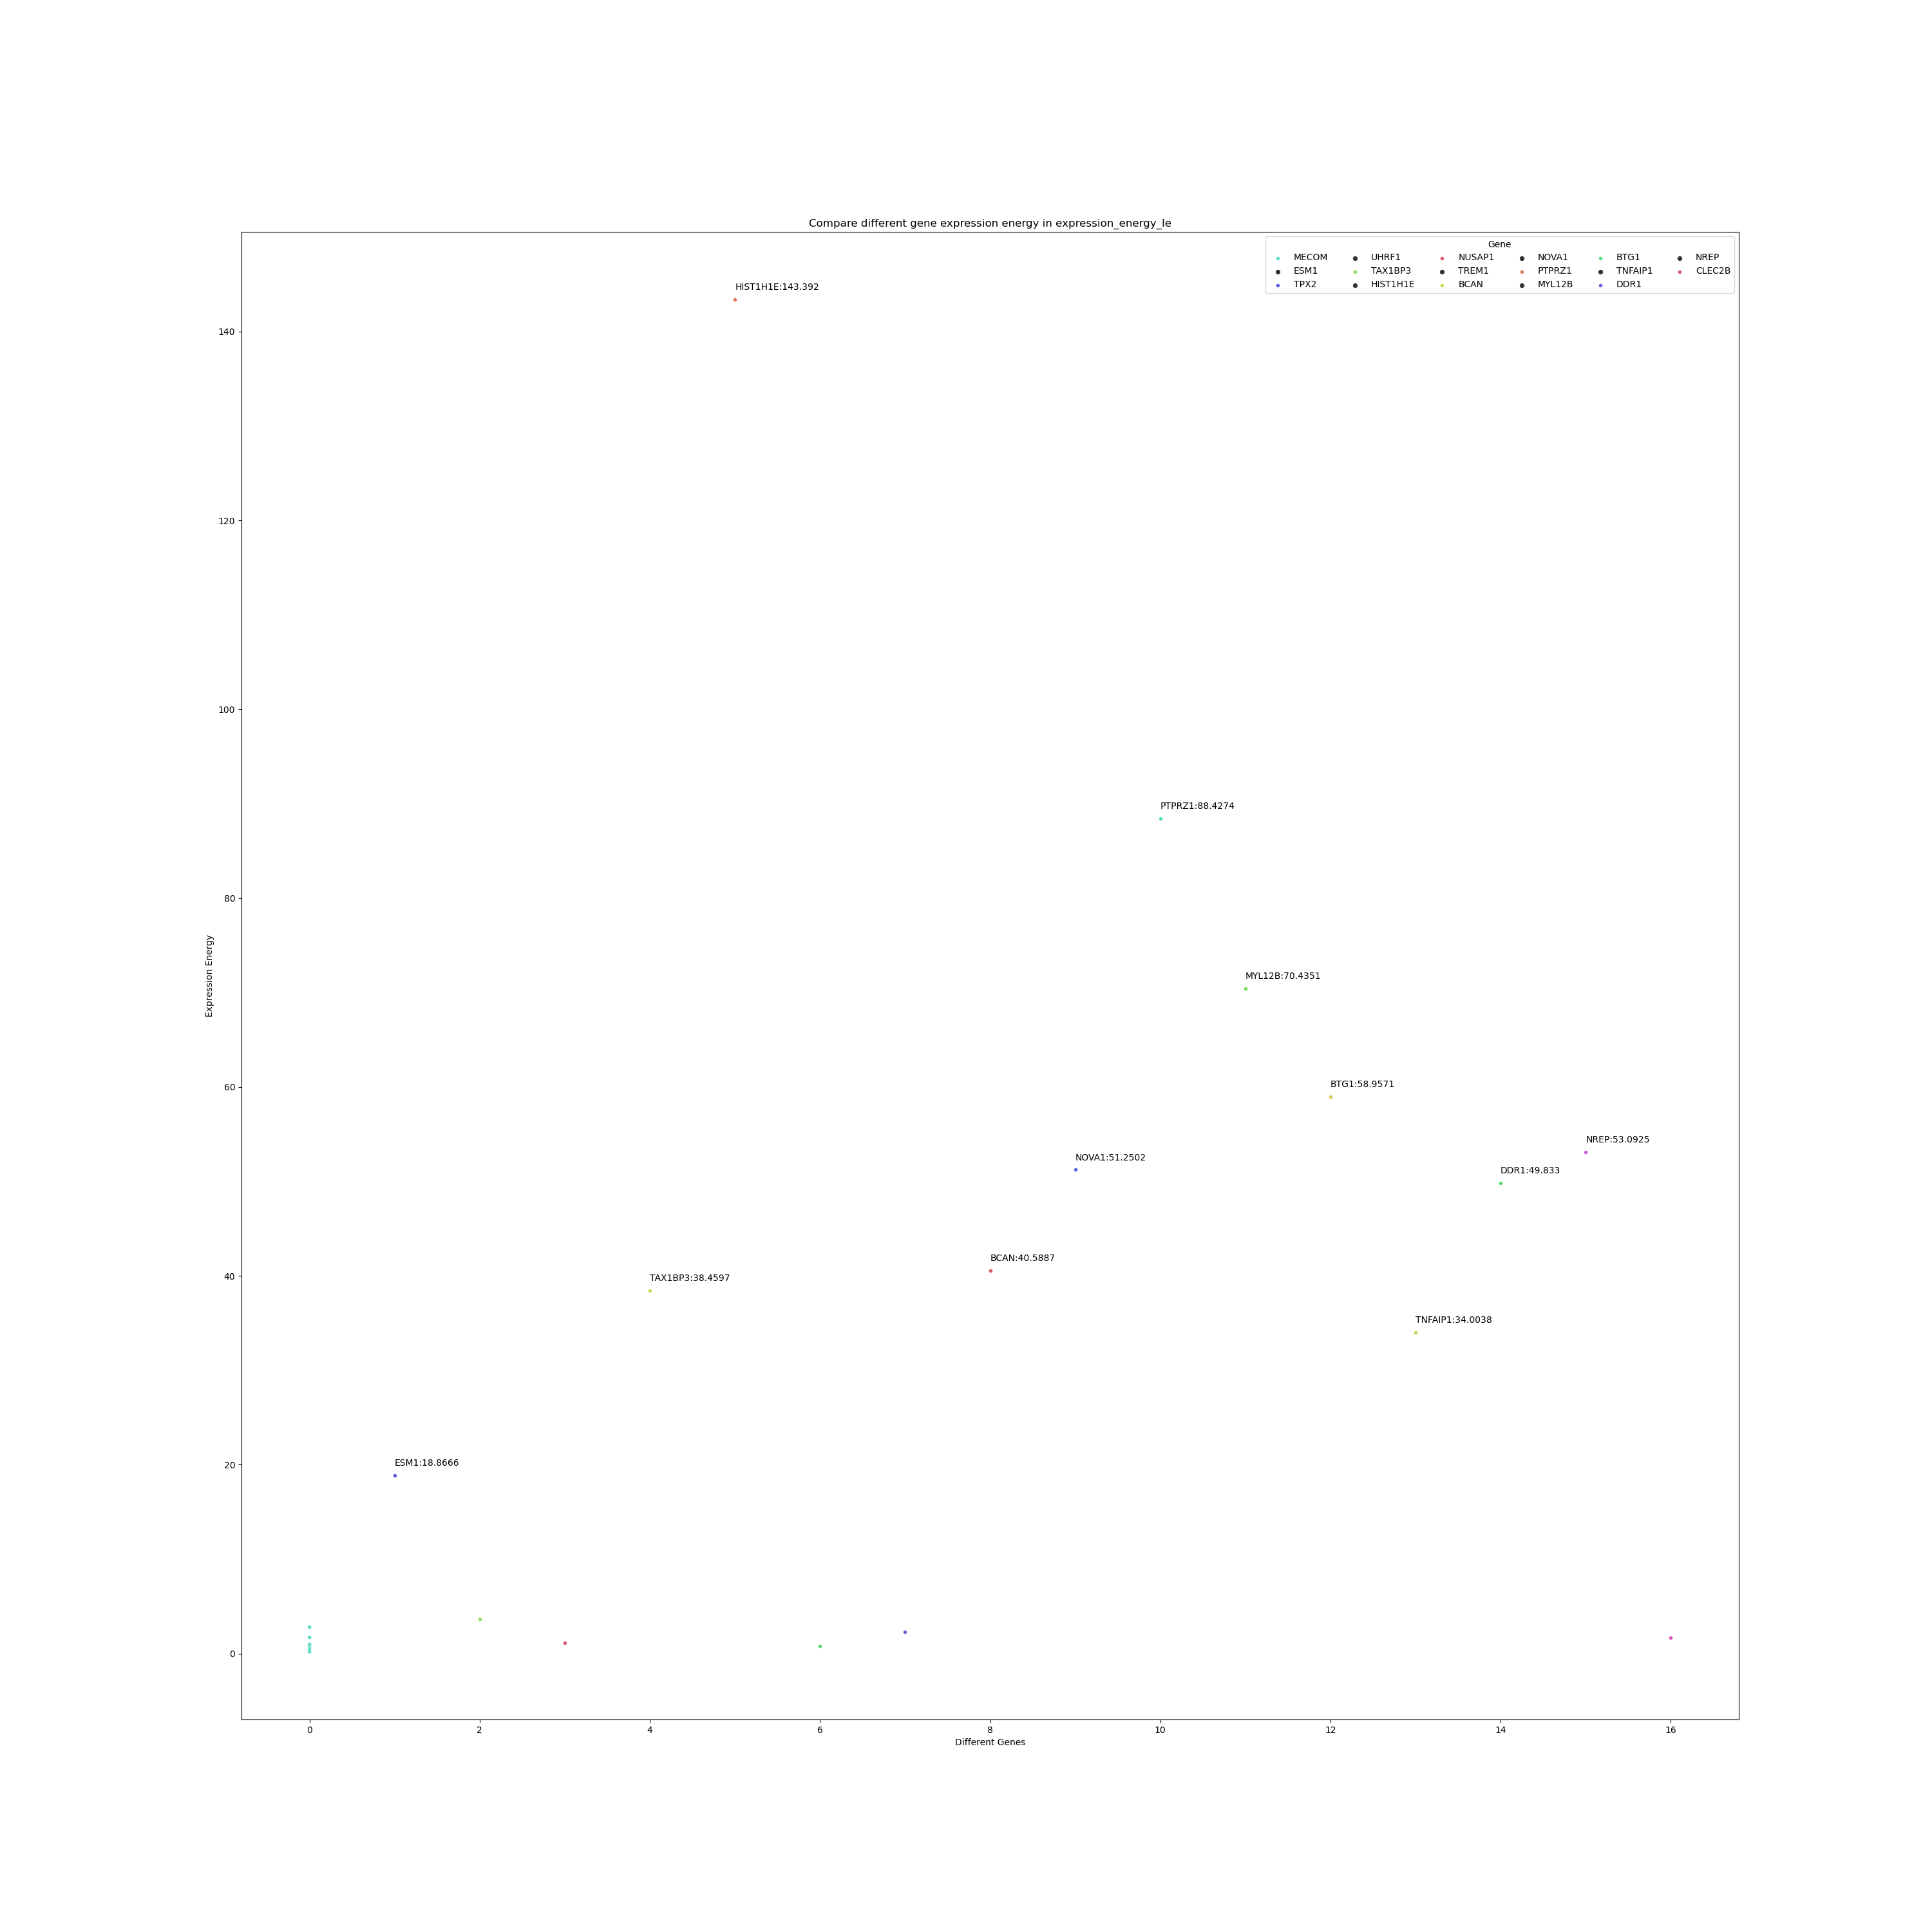 Compare different gene expression energy in expression_energy_le
Gene
MECOM UHRF1 NUSAP1 NOVA1 BTG1 NREP
ESM1 TAX1BP3 TREM1 PTPRZ1 TNFAIP1 CLEC2B
TPX2 HIST1H1E BCAN MYL12B DDR1
HIST1H1E:143.392
140
120
100
PTPRZ1:88.4274
80
Expression Energy
MYL12B:70.4351
60
BTG1:58.9571
NREP:53.0925
NOVA1:51.2502
DDR1:49.833
BCAN:40.5887
40
TAX1BP3:38.4597
TNFAIP1:34.0038
20
ESM1:18.8666
0
0 2 4 6 8 10 12 14 16
Different Genes